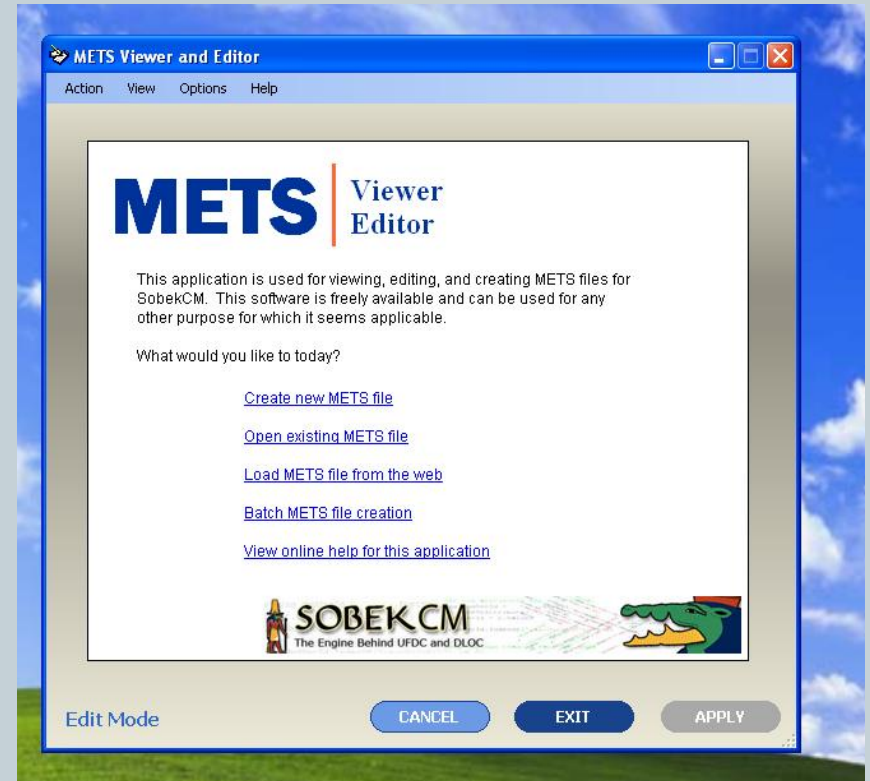 METS Viewer and Editor
Action View Options Help
METS
Viewer
Editor
This application is used for viewing, editing, and creating METS files for
SobekCM. This software is freely available and can be used for any
other purpose for which it seems applicable.
What would you like to today?
Create new METS file
Open existing METS file
Load METS file from the web
Batch METS file creation
View online help for this application
SOBEKCM
The Engine Behind UFDC and DLOC
Edit Mode
CANCEL
EXIT
APPLY